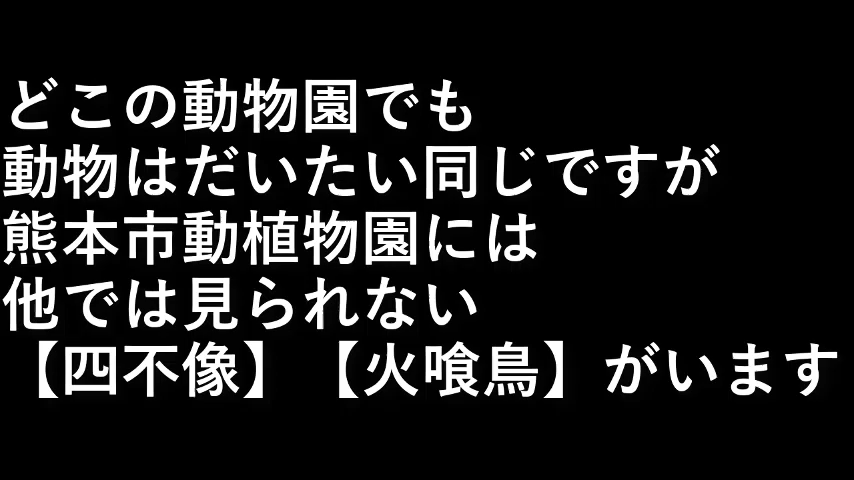 どこの動物園でも
動物はだいたい同じですが
熊本市動植物園には
他では見られない
【四不像】【火喰鳥】がいます